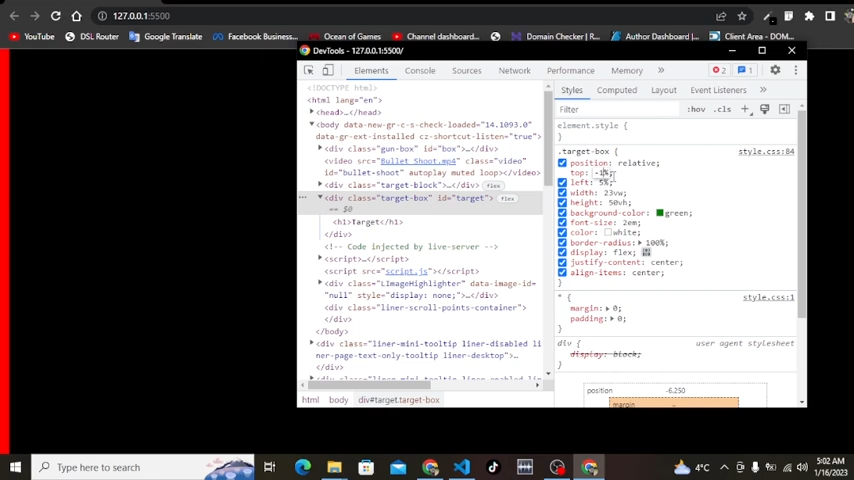 127.0.0.1:5500
YouTube DSL Router Google Translate Facebook Business... Ocean of Games Channel dashboard... Domain Checker | R... Author Dashboard |... Client Area - DOM...
DevTools - 127.0.0.1:5500/
Elements Console Sources Network Performance Memory » 2 1
<!DOCTYPE html>
<html lang="en">
<head>…</head>
<body data-new-gr-c-s-check-loaded="14.1093.0"
data-gr-ext-installed cz-shortcut-listen="true">
<div class="gun-box">…</div>
<video src="Bullet Shoot.mp4" class="video"
id="bullet-shoot" autoplay muted loop></video>
<div class="target-block">…</div> flex
<div class="target-box" id="target"> flex
== $0
<h1>Target</h1>
</div>
<!-- Code injected by live-server -->
<script>…</script>
<script src="script.js"></script>
<div class="LImageHighlighter" data-image-id=
"null" style="display: none;">…</div>
<div class="liner-scroll-points-container">
</div>
</body>
<div class="liner-mini-tooltip liner-disabled liner-page-text-only-tooltip liner-desktop">…
</div>
html body div#target.target-box
Styles Computed Layout Event Listeners »
Filter :hov .cls +
element.style {
}
.target-box { style.css:84
position: relative;
top: -1%;
left: 5%;
width: 23vw;
height: 50vh;
background-color: green;
font-size: 2em;
color: white;
border-radius: 100%;
display: flex;
justify-content: center;
align-items: center;
}
* { style.css:1
margin: 0;
padding: 0;
}
div { user agent stylesheet
display: block;
}
position -6.250
margin -
Type here to search
4°C
5:02 AM
1/16/2023